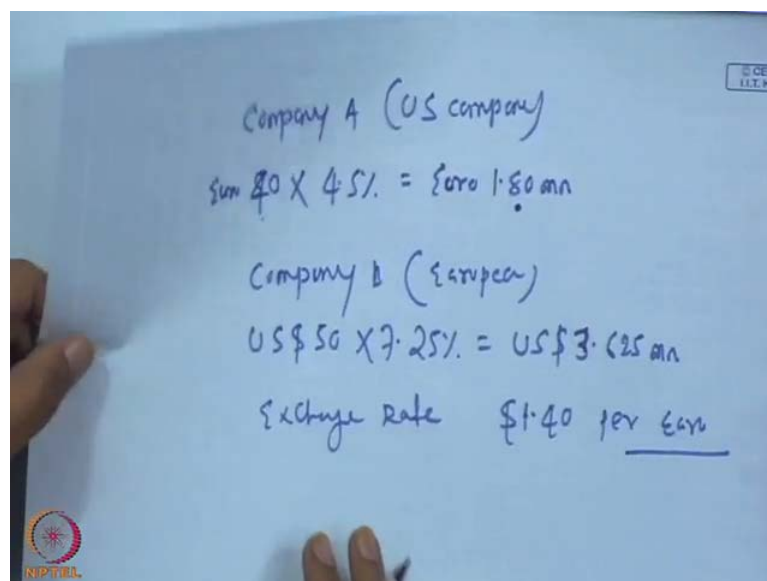 Company A (US company)
Euro 40 X 4.5% = Euro 1.80 mn
Company B (European)
US$ 50 X 7.25% = US$ 3.625 mn
Exchange Rate $1.40 per Euro
© CE
I.I.T. K
NPTEL